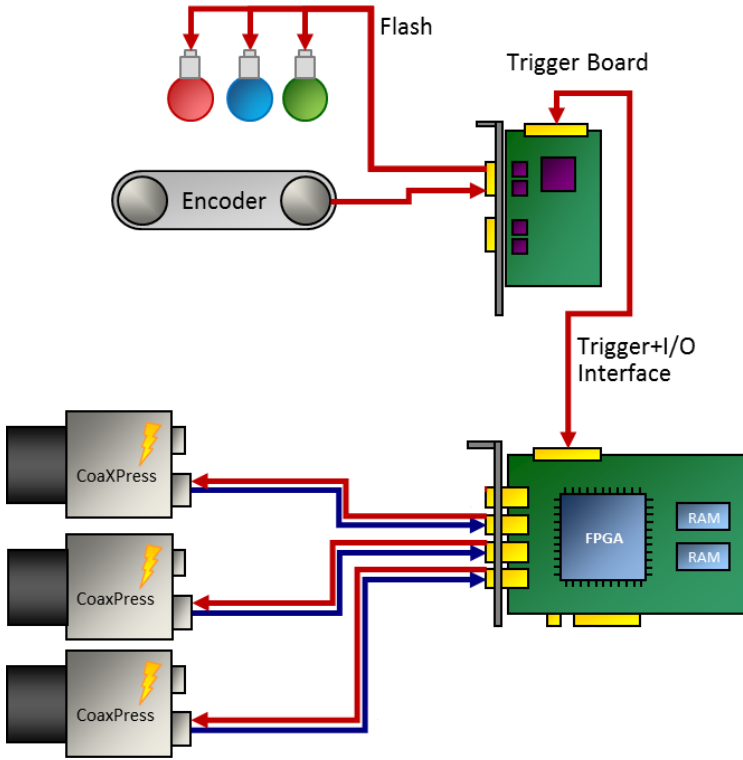 Flash
Trigger Board
Encoder
Trigger+I/O
Interface
CoaXPress
RAM
FPGA
RAM
CoaxPress
CoaxPress